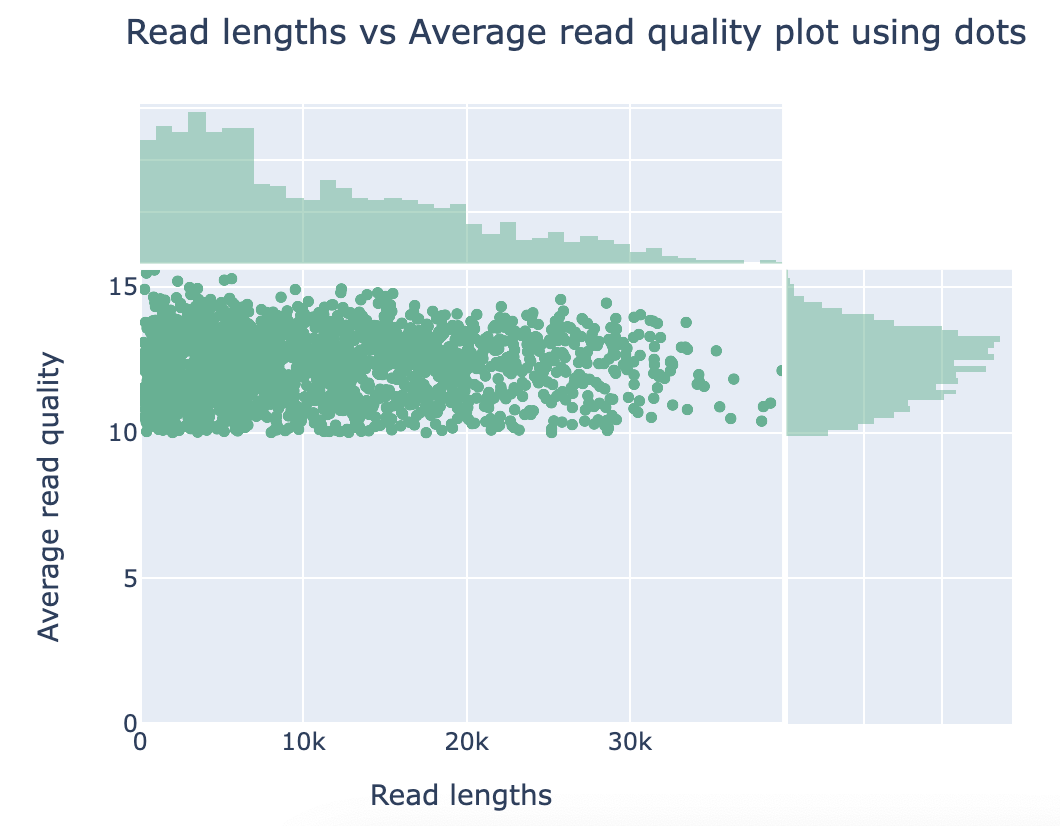 Read lengths vs Average read quality plot using dots
15
10
5
0
0 10k 20k 30k
Average read quality
Read lengths